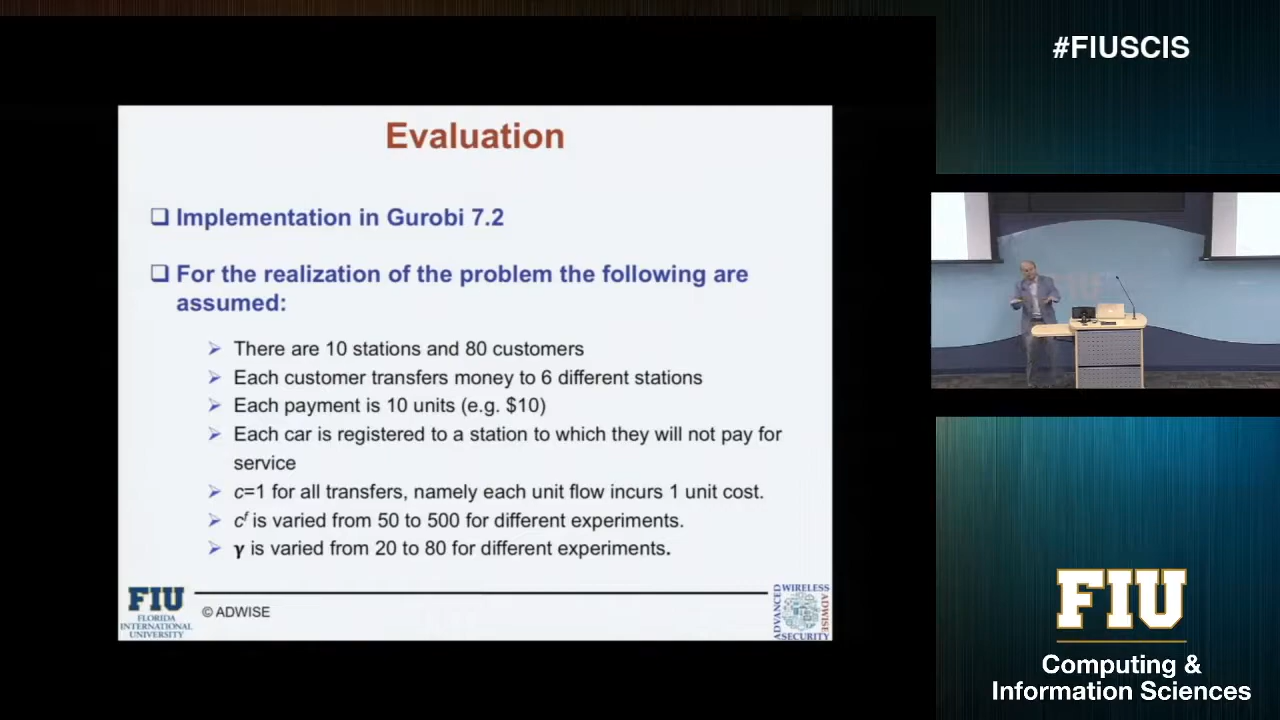 #FIUSCIS
Evaluation
❑ Implementation in Gurobi 7.2
❑ For the realization of the problem the following are
assumed:
➢ There are 10 stations and 80 customers
➢ Each customer transfers money to 6 different stations
➢ Each payment is 10 units (e.g. $10)
➢ Each car is registered to a station to which they will not pay for
service
➢ c=1 for all transfers, namely each unit flow incurs 1 unit cost.
➢ cᶠ is varied from 50 to 500 for different experiments.
➢ γ is varied from 20 to 80 for different experiments.
FIU
FLORIDA
INTERNATIONAL
UNIVERSITY
© ADWISE
ADVANCED
WIRELESS
ADWISE
SECURITY
FIU
FIU
Computing &
Information Sciences